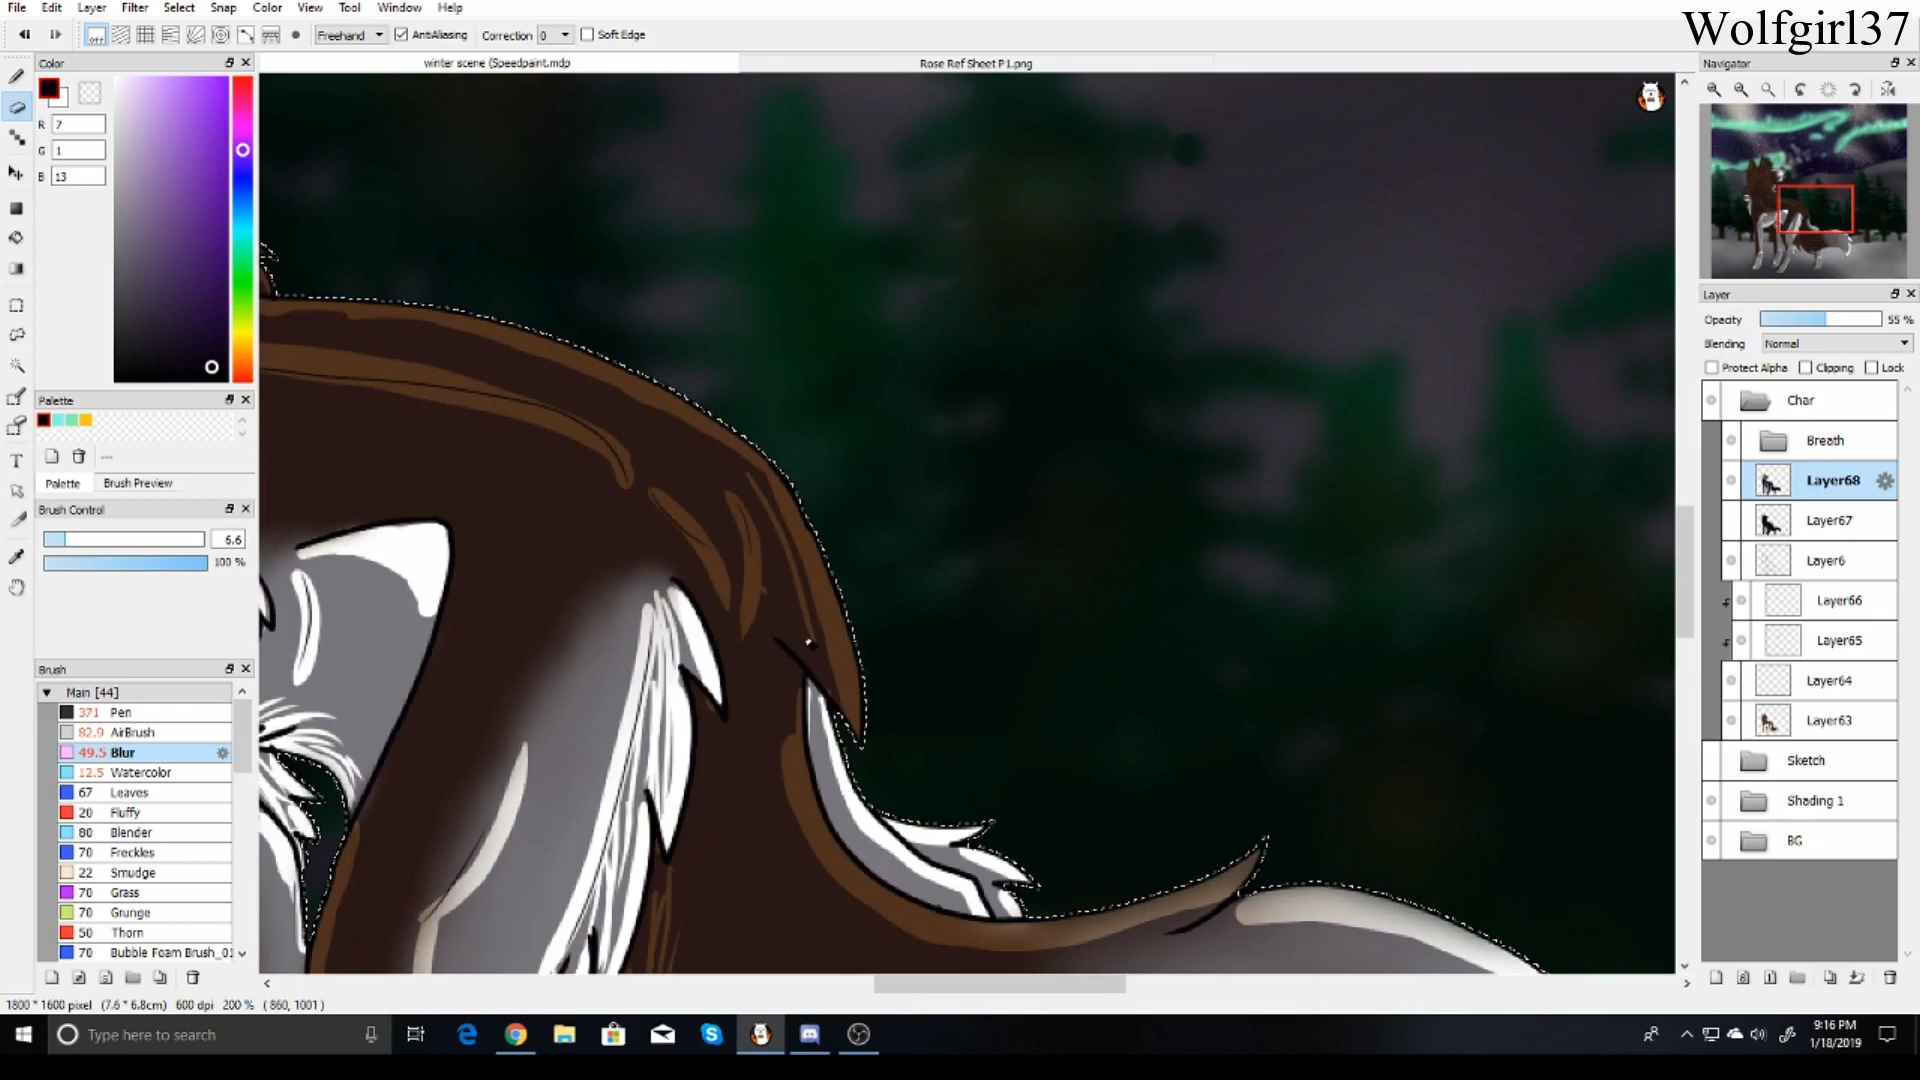 File Edit Layer Filter Select Snap Color View Tool Window Help
Wolfgirl37
Freehand AntiAliasing Correction 0 Soft Edge
Color
winter scene (Speedpaint.mdp
Rose Ref Sheet P1.png
Navigator
R 7
G 1
B 13
Layer
Opacity 55 %
Blending Normal
Protect Alpha Clipping Lock
Palette
Char
Breath
Layer68
Layer67
Layer6
Layer66
Layer65
Layer64
Layer63
Sketch
Shading 1
BG
---
Palette Brush Preview
Brush Control
6.6
100 %
Brush
Main [44]
371 Pen
82.9 AirBrush
49.5 Blur
12.5 Watercolor
67 Leaves
20 Fluffy
80 Blender
70 Freckles
22 Smudge
70 Grass
70 Grunge
50 Thorn
70 Bubble Foam Brush_01
1800 * 1600 pixel (7.6 * 6.8cm) 600 dpi 200 % ( 860, 1001 )
Type here to search
9:16 PM
1/18/2019